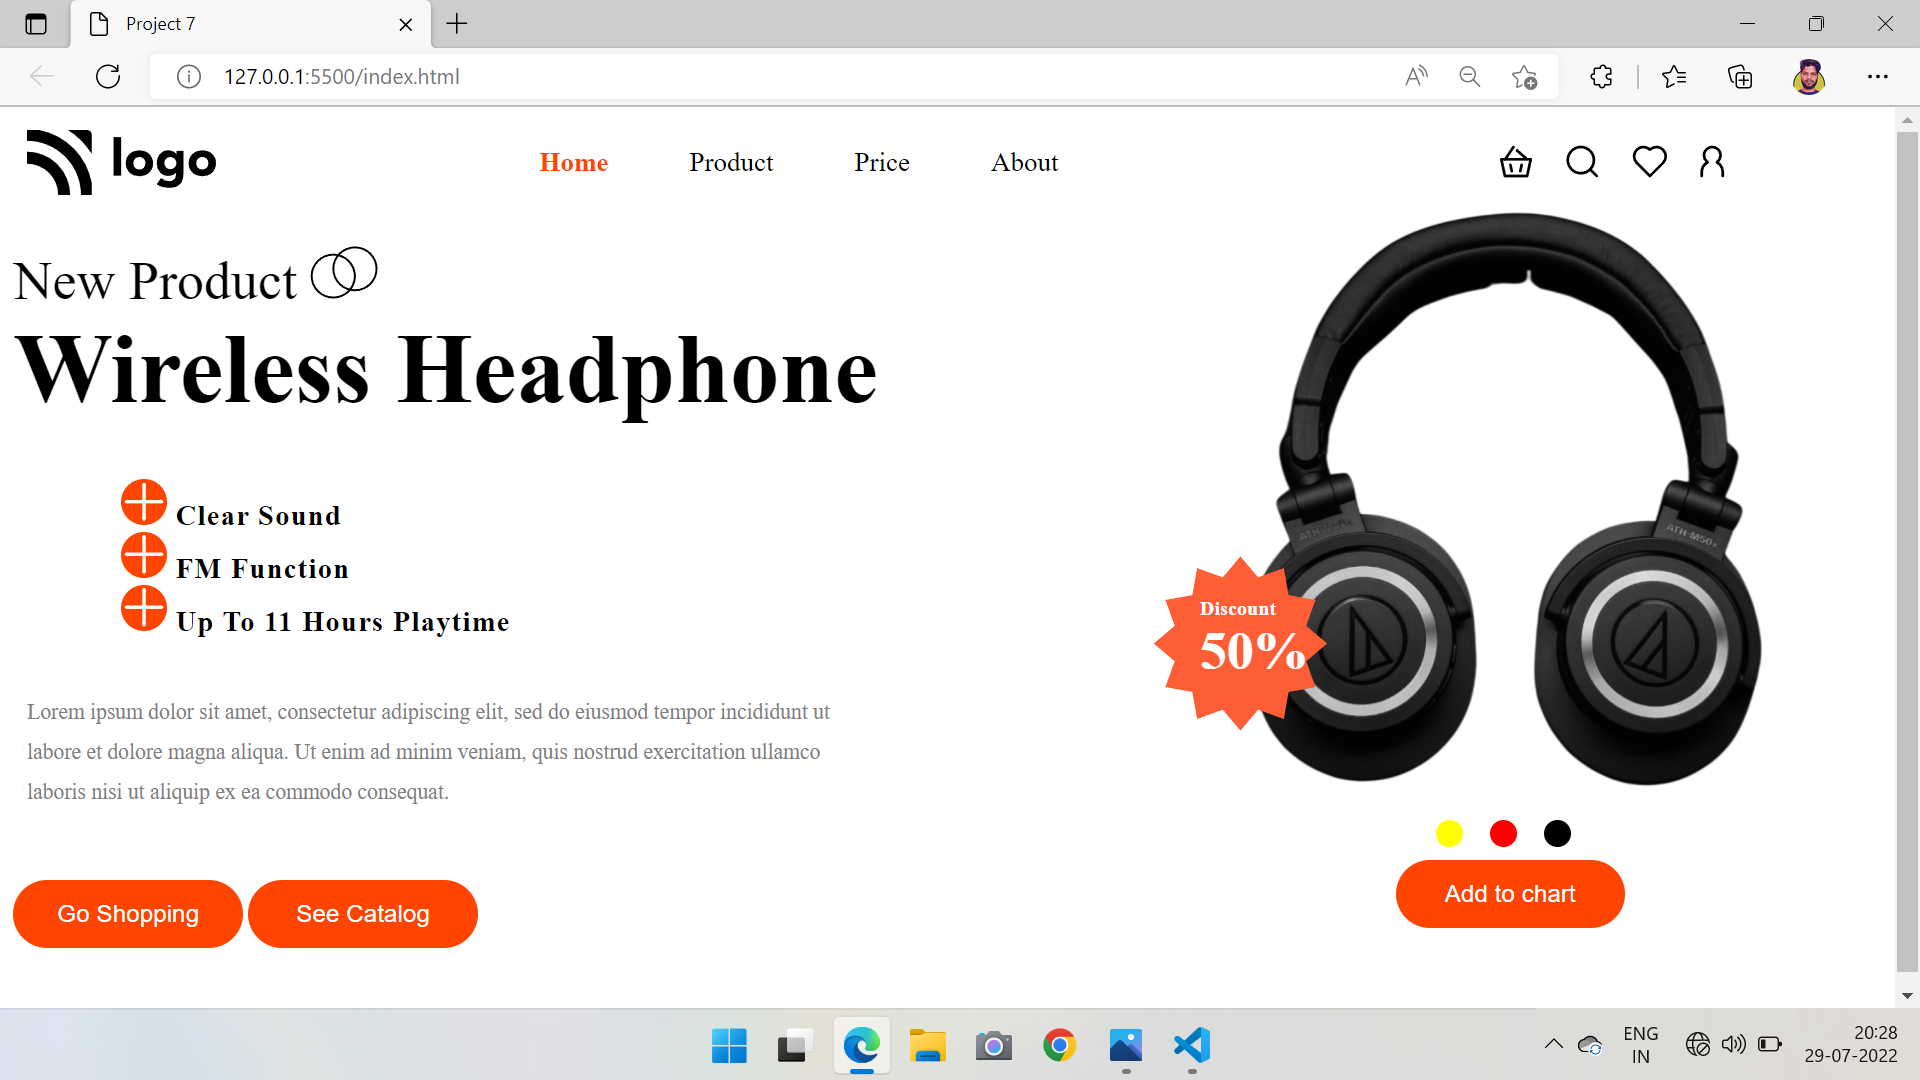 Project 7
127.0.0.1:5500/index.html
logo
Home Product Price About
New Product
Wireless Headphone
Clear Sound
FM Function
Up To 11 Hours Playtime
ATH-M50x
Discount
50%
Lorem ipsum dolor sit amet, consectetur adipiscing elit, sed do eiusmod tempor incididunt ut
labore et dolore magna aliqua. Ut enim ad minim veniam, quis nostrud exercitation ullamco
laboris nisi ut aliquip ex ea commodo consequat.
Go Shopping See Catalog
Add to chart
ENG
IN
20:28
29-07-2022